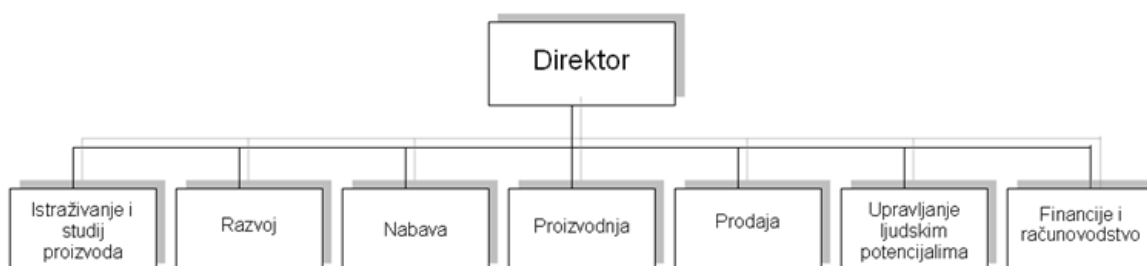 Direktor
Istraživanje i
studij
proizvoda
Razvoj
Nabava
Proizvodnja
Prodaja
Upravljanje
ljudskim
potencijalima
Financije i
računovodstvo